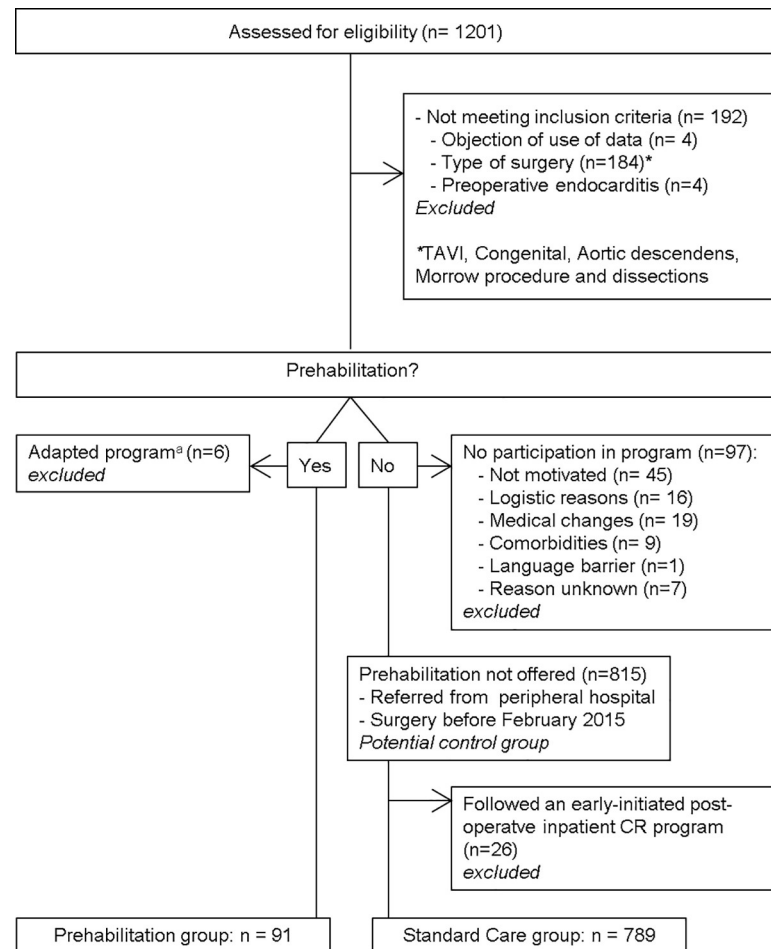 Assessed for eligibility (n= 1201)
- Not meeting inclusion criteria (n= 192)
- Objection of use of data (n= 4)
- Type of surgery (n=184)*
- Preoperative endocarditis (n=4)
Excluded
*TAVI, Congenital, Aortic descendens,
Morrow procedure and dissections
Prehabilitation?
Adapted programᵃ (n=6)
excluded
Yes
No
No participation in program (n=97):
- Not motivated (n= 45)
- Logistic reasons (n= 16)
- Medical changes (n= 19)
- Comorbidities (n= 9)
- Language barrier (n=1)
- Reason unknown (n=7)
excluded
Prehabilitation not offered (n=815)
- Referred from peripheral hospital
- Surgery before February 2015
Potential control group
Followed an early-initiated post-
operatve inpatient CR program
(n=26)
excluded
Prehabilitation group: n = 91
Standard Care group: n = 789